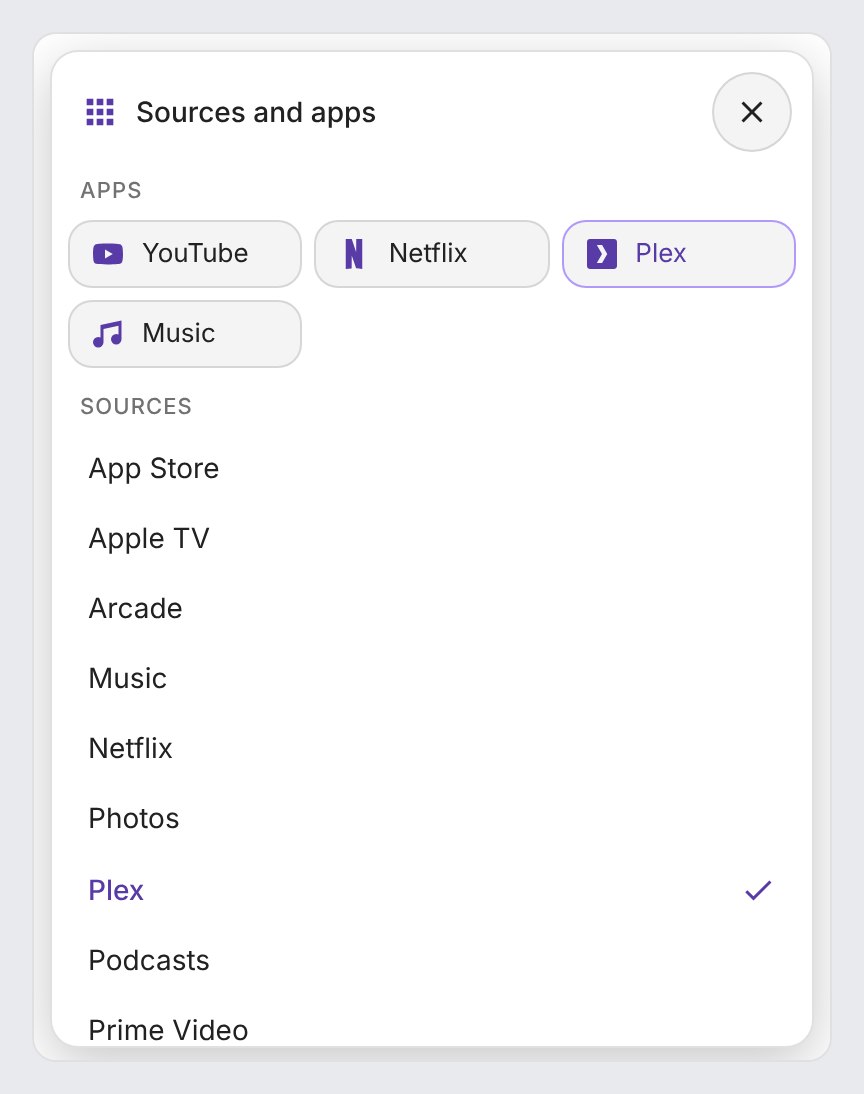 Sources and apps
APPS
YouTube
Netflix
Plex
Music
SOURCES
App Store
Apple TV
Arcade
Music
Netflix
Photos
Plex
Podcasts
Prime Video